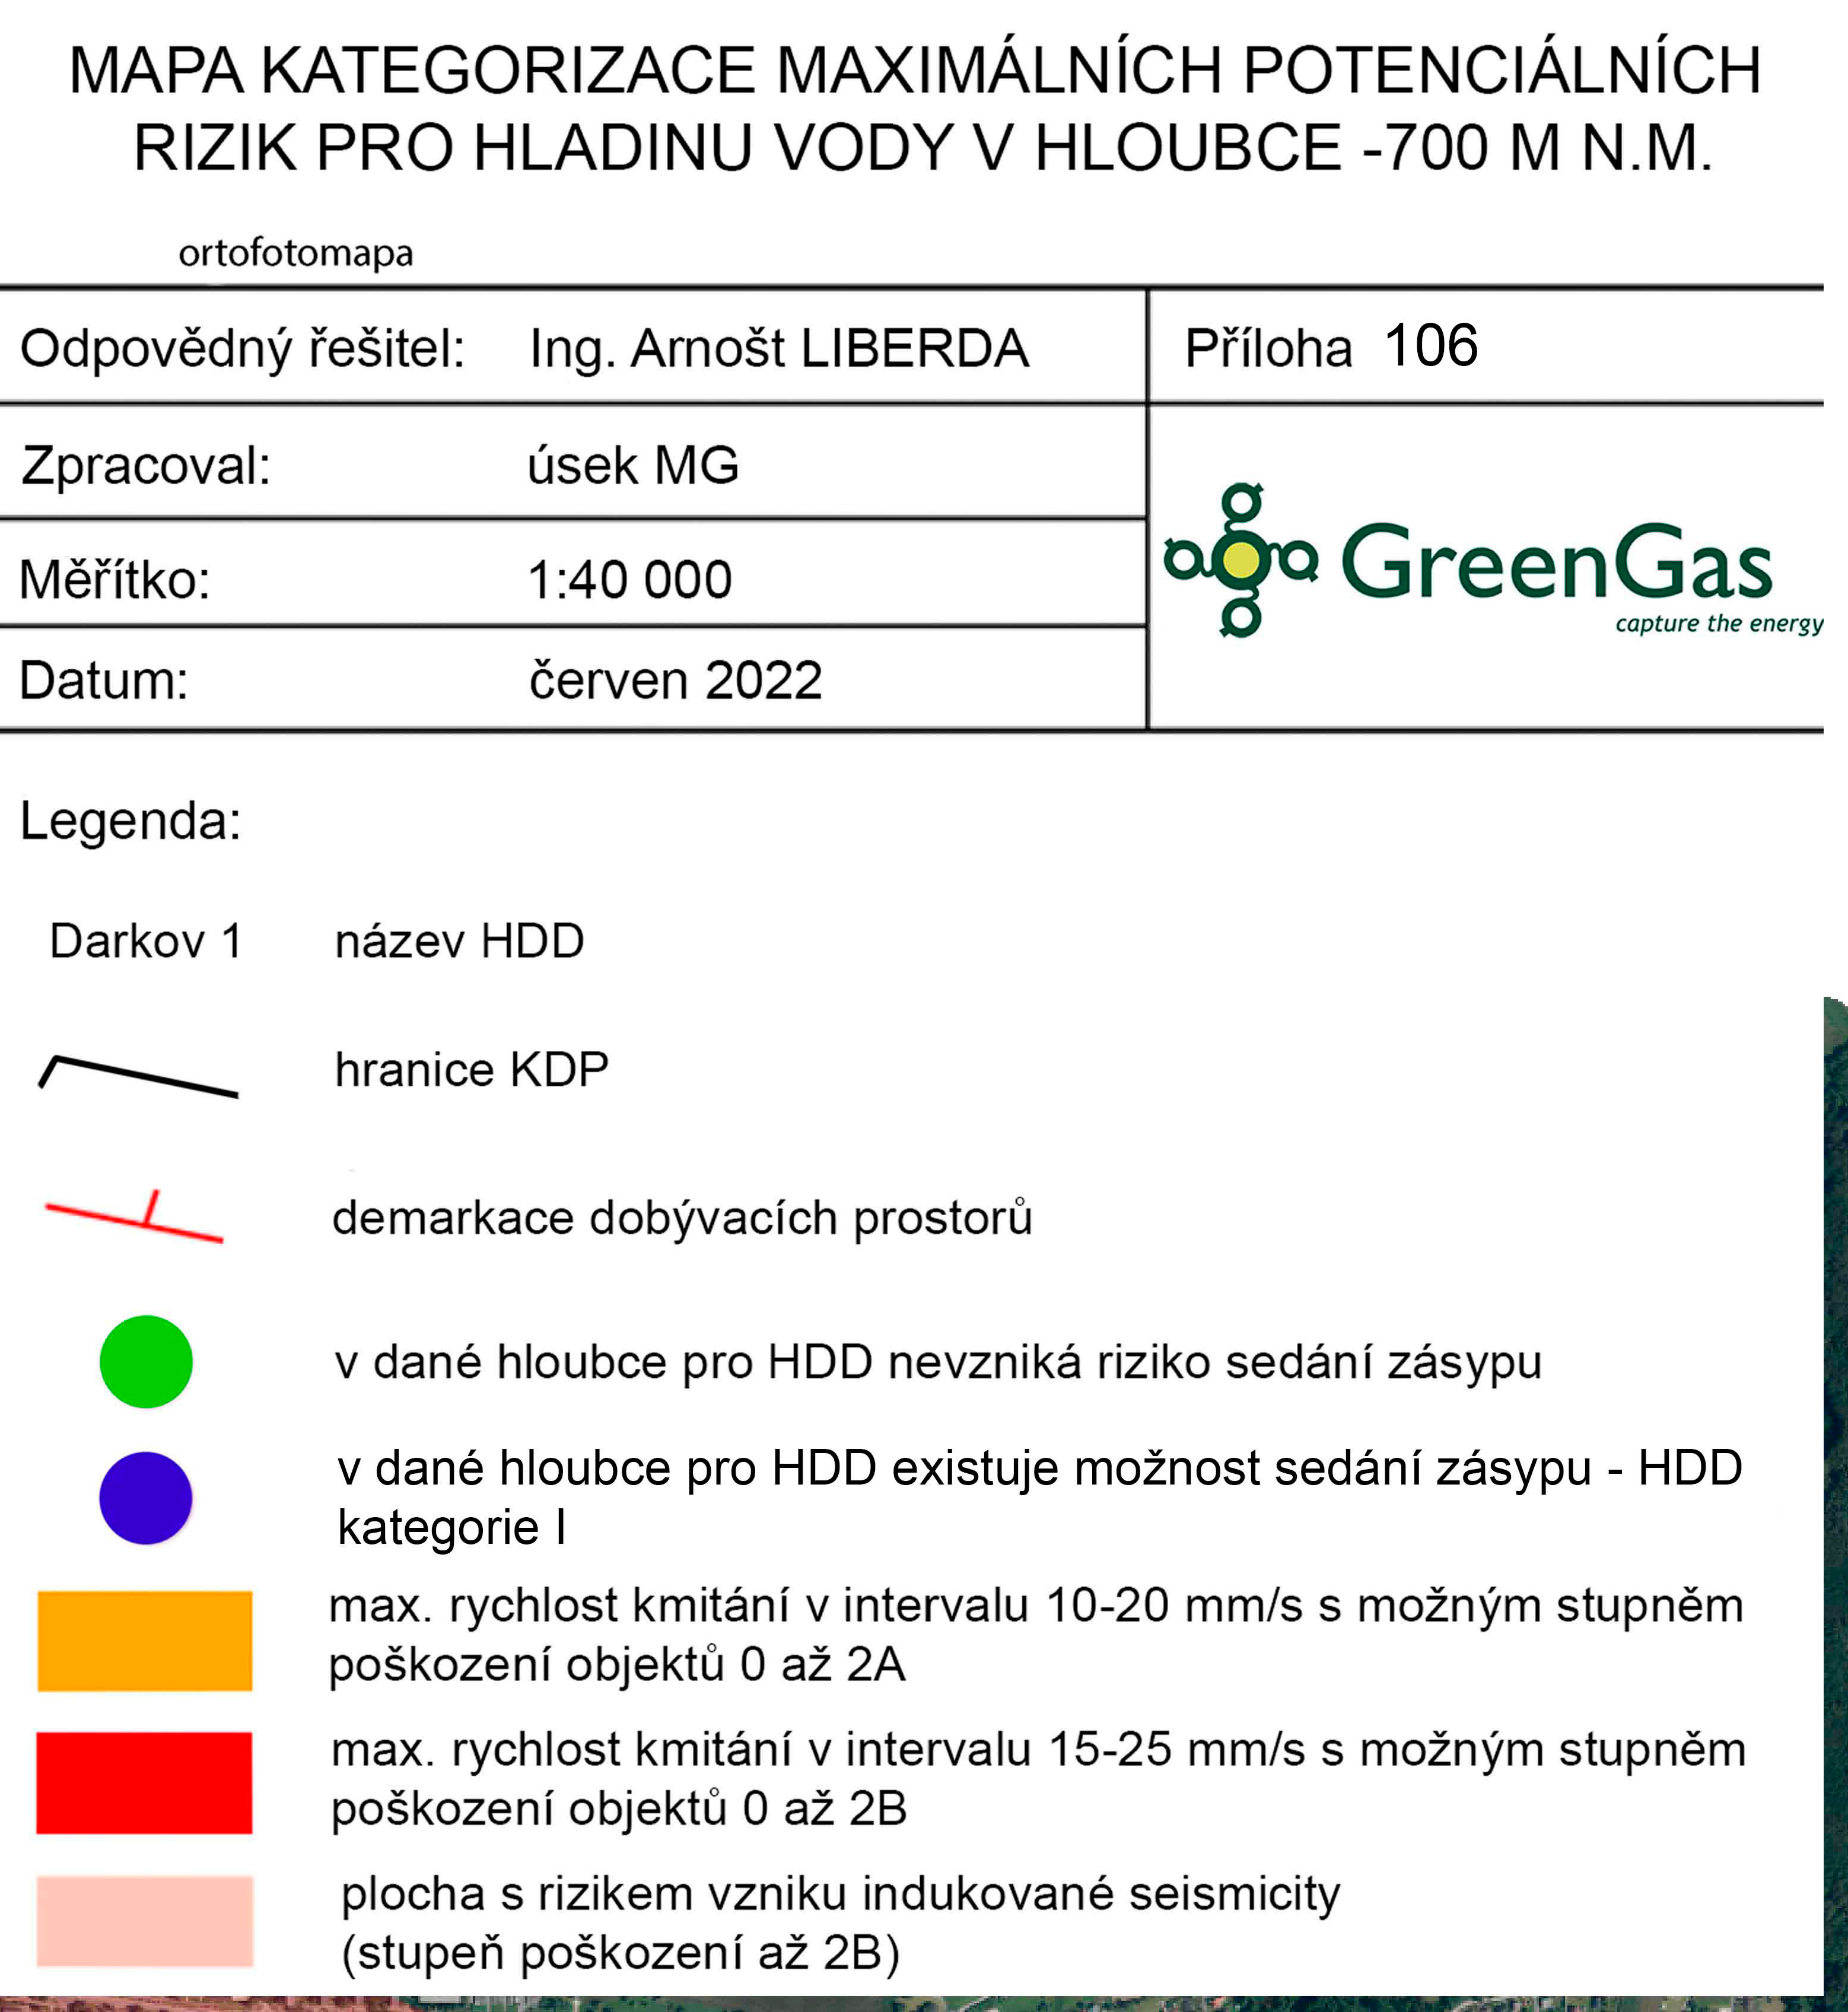 MAPA KATEGORIZACE MAXIMÁLNÍCH POTENCIÁLNÍCH
RIZIK PRO HLADINU VODY V HLOUBCE -700 M N.M.
ortofotomapa
Odpovědný řešitel: Ing. Arnošt LIBERDA Příloha 106
Zpracoval: úsek MG
Měřítko: 1:40 000
GreenGas
capture the energy
Datum: červen 2022
Legenda:
Darkov 1 název HDD
hranice KDP
demarkace dobývacích prostorů
v dané hloubce pro HDD nevzniká riziko sedání zásypu
v dané hloubce pro HDD existuje možnost sedání zásypu - HDD
kategorie I
max. rychlost kmitání v intervalu 10-20 mm/s s možným stupněm
poškození objektů 0 až 2A
max. rychlost kmitání v intervalu 15-25 mm/s s možným stupněm
poškození objektů 0 až 2B
plocha s rizikem vzniku indukované seismicity
(stupeň poškození až 2B)